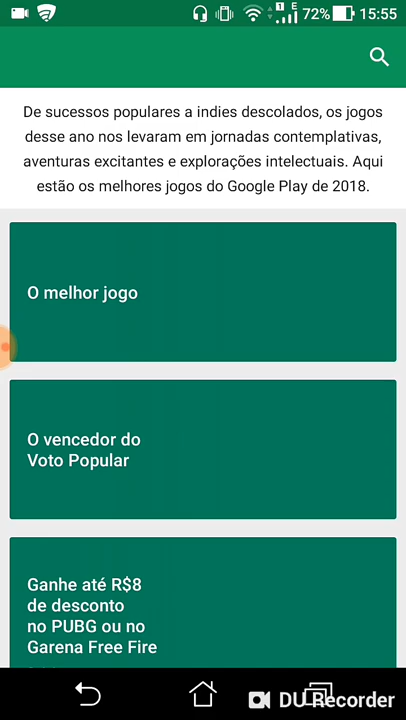 1 E
72% 15:55
De sucessos populares a indies descolados, os jogos
desse ano nos levaram em jornadas contemplativas,
aventuras excitantes e explorações intelectuais. Aqui
estão os melhores jogos do Google Play de 2018.
O melhor jogo
O vencedor do
Voto Popular
Ganhe até R$8
de desconto
no PUBG ou no
Garena Free Fire
DU Recorder